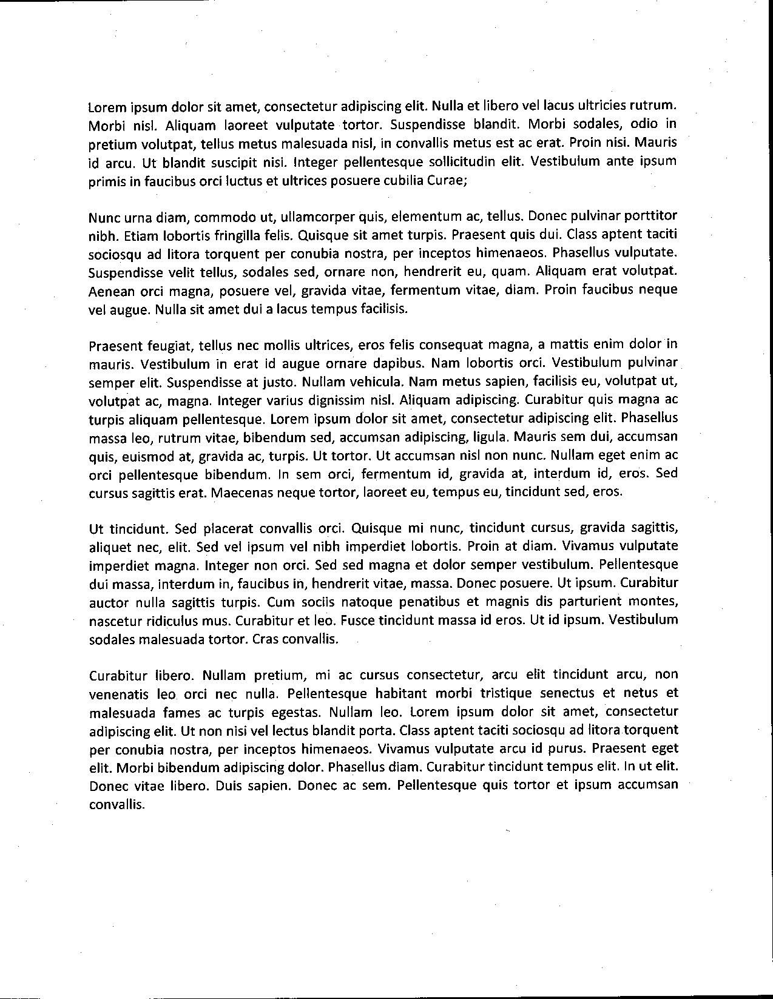 Lorem ipsum dolor sit amet, consectetur adipiscing elit. Nulla et libero vel lacus ultricies rutrum.
Morbi nisl. Aliquam laoreet vulputate tortor. Suspendisse blandit. Morbi sodales, odio in
pretium volutpat, tellus metus malesuada nisl, in convallis metus est ac erat. Proin nisi. Mauris
id arcu. Ut blandit suscipit nisi. Integer pellentesque sollicitudin elit. Vestibulum ante ipsum
primis in faucibus orci luctus et ultrices posuere cubilia Curae;
Nunc urna diam, commodo ut, ullamcorper quis, elementum ac, tellus. Donec pulvinar porttitor
nibh. Etiam lobortis fringilla felis. Quisque sit amet turpis. Praesent quis dui. Class aptent taciti
sociosqu ad litora torquent per conubia nostra, per inceptos himenaeos. Phasellus vulputate.
Suspendisse velit tellus, sodales sed, ornare non, hendrerit eu, quam. Aliquam erat volutpat.
Aenean orci magna, posuere vel, gravida vitae, fermentum vitae, diam. Proin faucibus neque
vel augue. Nulla sit amet dui a lacus tempus facilisis.
Praesent feugiat, tellus nec mollis ultrices, eros felis consequat magna, a mattis enim dolor in
mauris. Vestibulum in erat id augue ornare dapibus. Nam lobortis orci. Vestibulum pulvinar
semper elit. Suspendisse at justo. Nullam vehicula. Nam metus sapien, facilisis eu, volutpat ut,
volutpat ac, magna. Integer varius dignissim nisl. Aliquam adipiscing. Curabitur quis magna ac
turpis aliquam pellentesque. Lorem ipsum dolor sit amet, consectetur adipiscing elit. Phasellus
massa leo, rutrum vitae, bibendum sed, accumsan adipiscing, ligula. Mauris sem dui, accumsan
quis, euismod at, gravida ac, turpis. Ut tortor. Ut accumsan nisl non nunc. Nullam eget enim ac
orci pellentesque bibendum. In sem orci, fermentum id, gravida at, interdum id, eros. Sed
cursus sagittis erat. Maecenas neque tortor, laoreet eu, tempus eu, tincidunt sed, eros.
Ut tincidunt. Sed placerat convallis orci. Quisque mi nunc, tincidunt cursus, gravida sagittis,
aliquet nec, elit. Sed vel ipsum vel nibh imperdiet lobortis. Proin at diam. Vivamus vulputate
imperdiet magna. Integer non orci. Sed sed magna et dolor semper vestibulum. Pellentesque
dui massa, interdum in, faucibus in, hendrerit vitae, massa. Donec posuere. Ut ipsum. Curabitur
auctor nulla sagittis turpis. Cum sociis natoque penatibus et magnis dis parturient montes,
nascetur ridiculus mus. Curabitur et leo. Fusce tincidunt massa id eros. Ut id ipsum. Vestibulum
sodales malesuada tortor. Cras convallis.
Curabitur libero. Nullam pretium, mi ac cursus consectetur, arcu elit tincidunt arcu, non
venenatis leo orci nec nulla. Pellentesque habitant morbi tristique senectus et netus et
malesuada fames ac turpis egestas. Nullam leo. Lorem ipsum dolor sit amet, consectetur
adipiscing elit. Ut non nisi vel lectus blandit porta. Class aptent taciti sociosqu ad litora torquent
per conubia nostra, per inceptos himenaeos. Vivamus vulputate arcu id purus. Praesent eget
elit. Morbi bibendum adipiscing dolor. Phasellus diam. Curabitur tincidunt tempus elit. In ut elit.
Donec vitae libero. Duis sapien. Donec ac sem. Pellentesque quis tortor et ipsum accumsan
convallis.